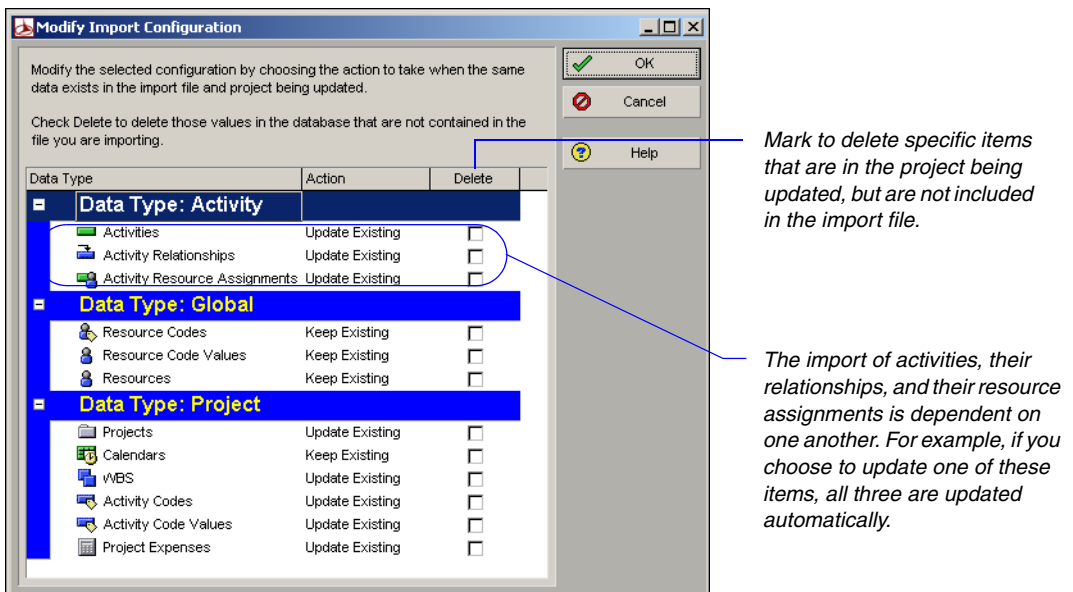 Modify Import Configuration
Modify the selected configuration by choosing the action to take when the same
data exists in the import file and project being updated.
Check Delete to delete those values in the database that are not contained in the
file you are importing.
OK
Cancel
Help
Data Type Action Delete
Data Type: Activity
Activities Update Existing
Activity Relationships Update Existing
Activity Resource Assignments Update Existing
Data Type: Global
Resource Codes Keep Existing
Resource Code Values Keep Existing
Resources Keep Existing
Data Type: Project
Projects Update Existing
Calendars Keep Existing
WBS Update Existing
Activity Codes Update Existing
Activity Code Values Update Existing
Project Expenses Update Existing
Mark to delete specific items
that are in the project being
updated, but are not included
in the import file.
The import of activities, their
relationships, and their resource
assignments is dependent on
one another. For example, if you
choose to update one of these
items, all three are updated
automatically.